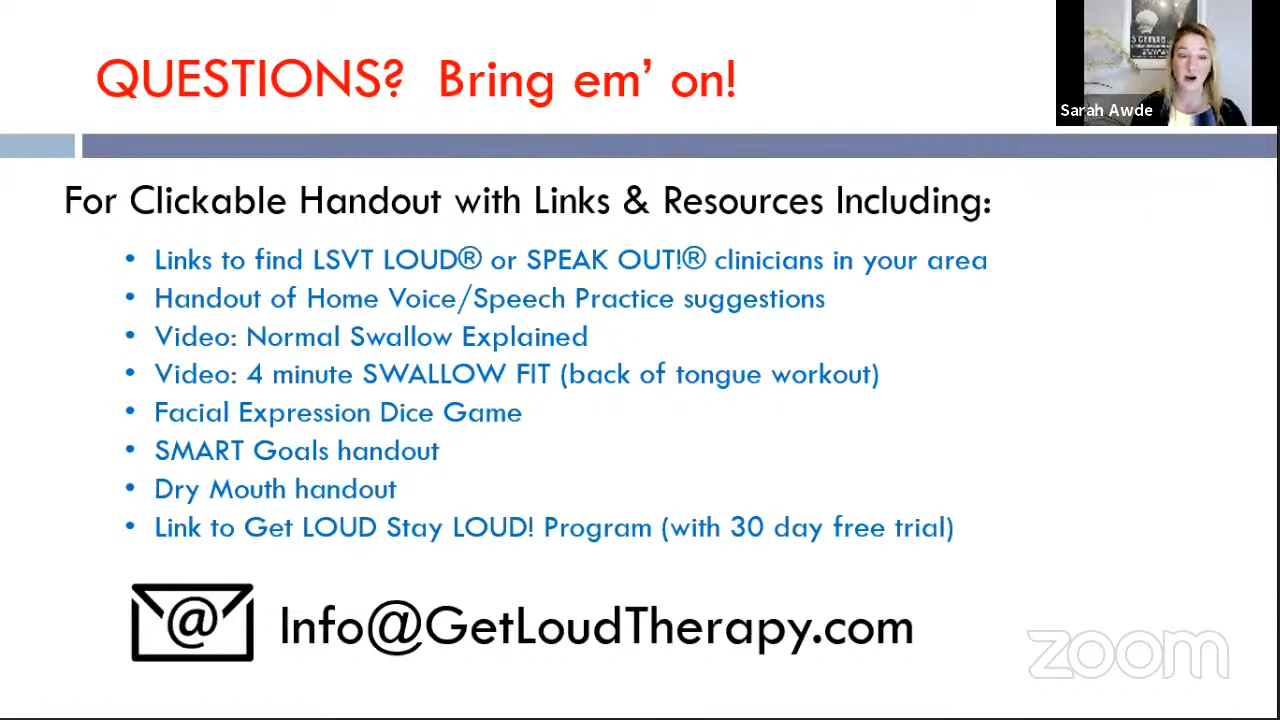 QUESTIONS? Bring em’ on!
Sarah Awde
For Clickable Handout with Links & Resources Including:
• Links to find LSVT LOUD® or SPEAK OUT!® clinicians in your area
• Handout of Home Voice/Speech Practice suggestions
• Video: Normal Swallow Explained
• Video: 4 minute SWALLOW FIT (back of tongue workout)
• Facial Expression Dice Game
• SMART Goals handout
• Dry Mouth handout
• Link to Get LOUD Stay LOUD! Program (with 30 day free trial)
@ Info@GetLoudTherapy.com
zoom